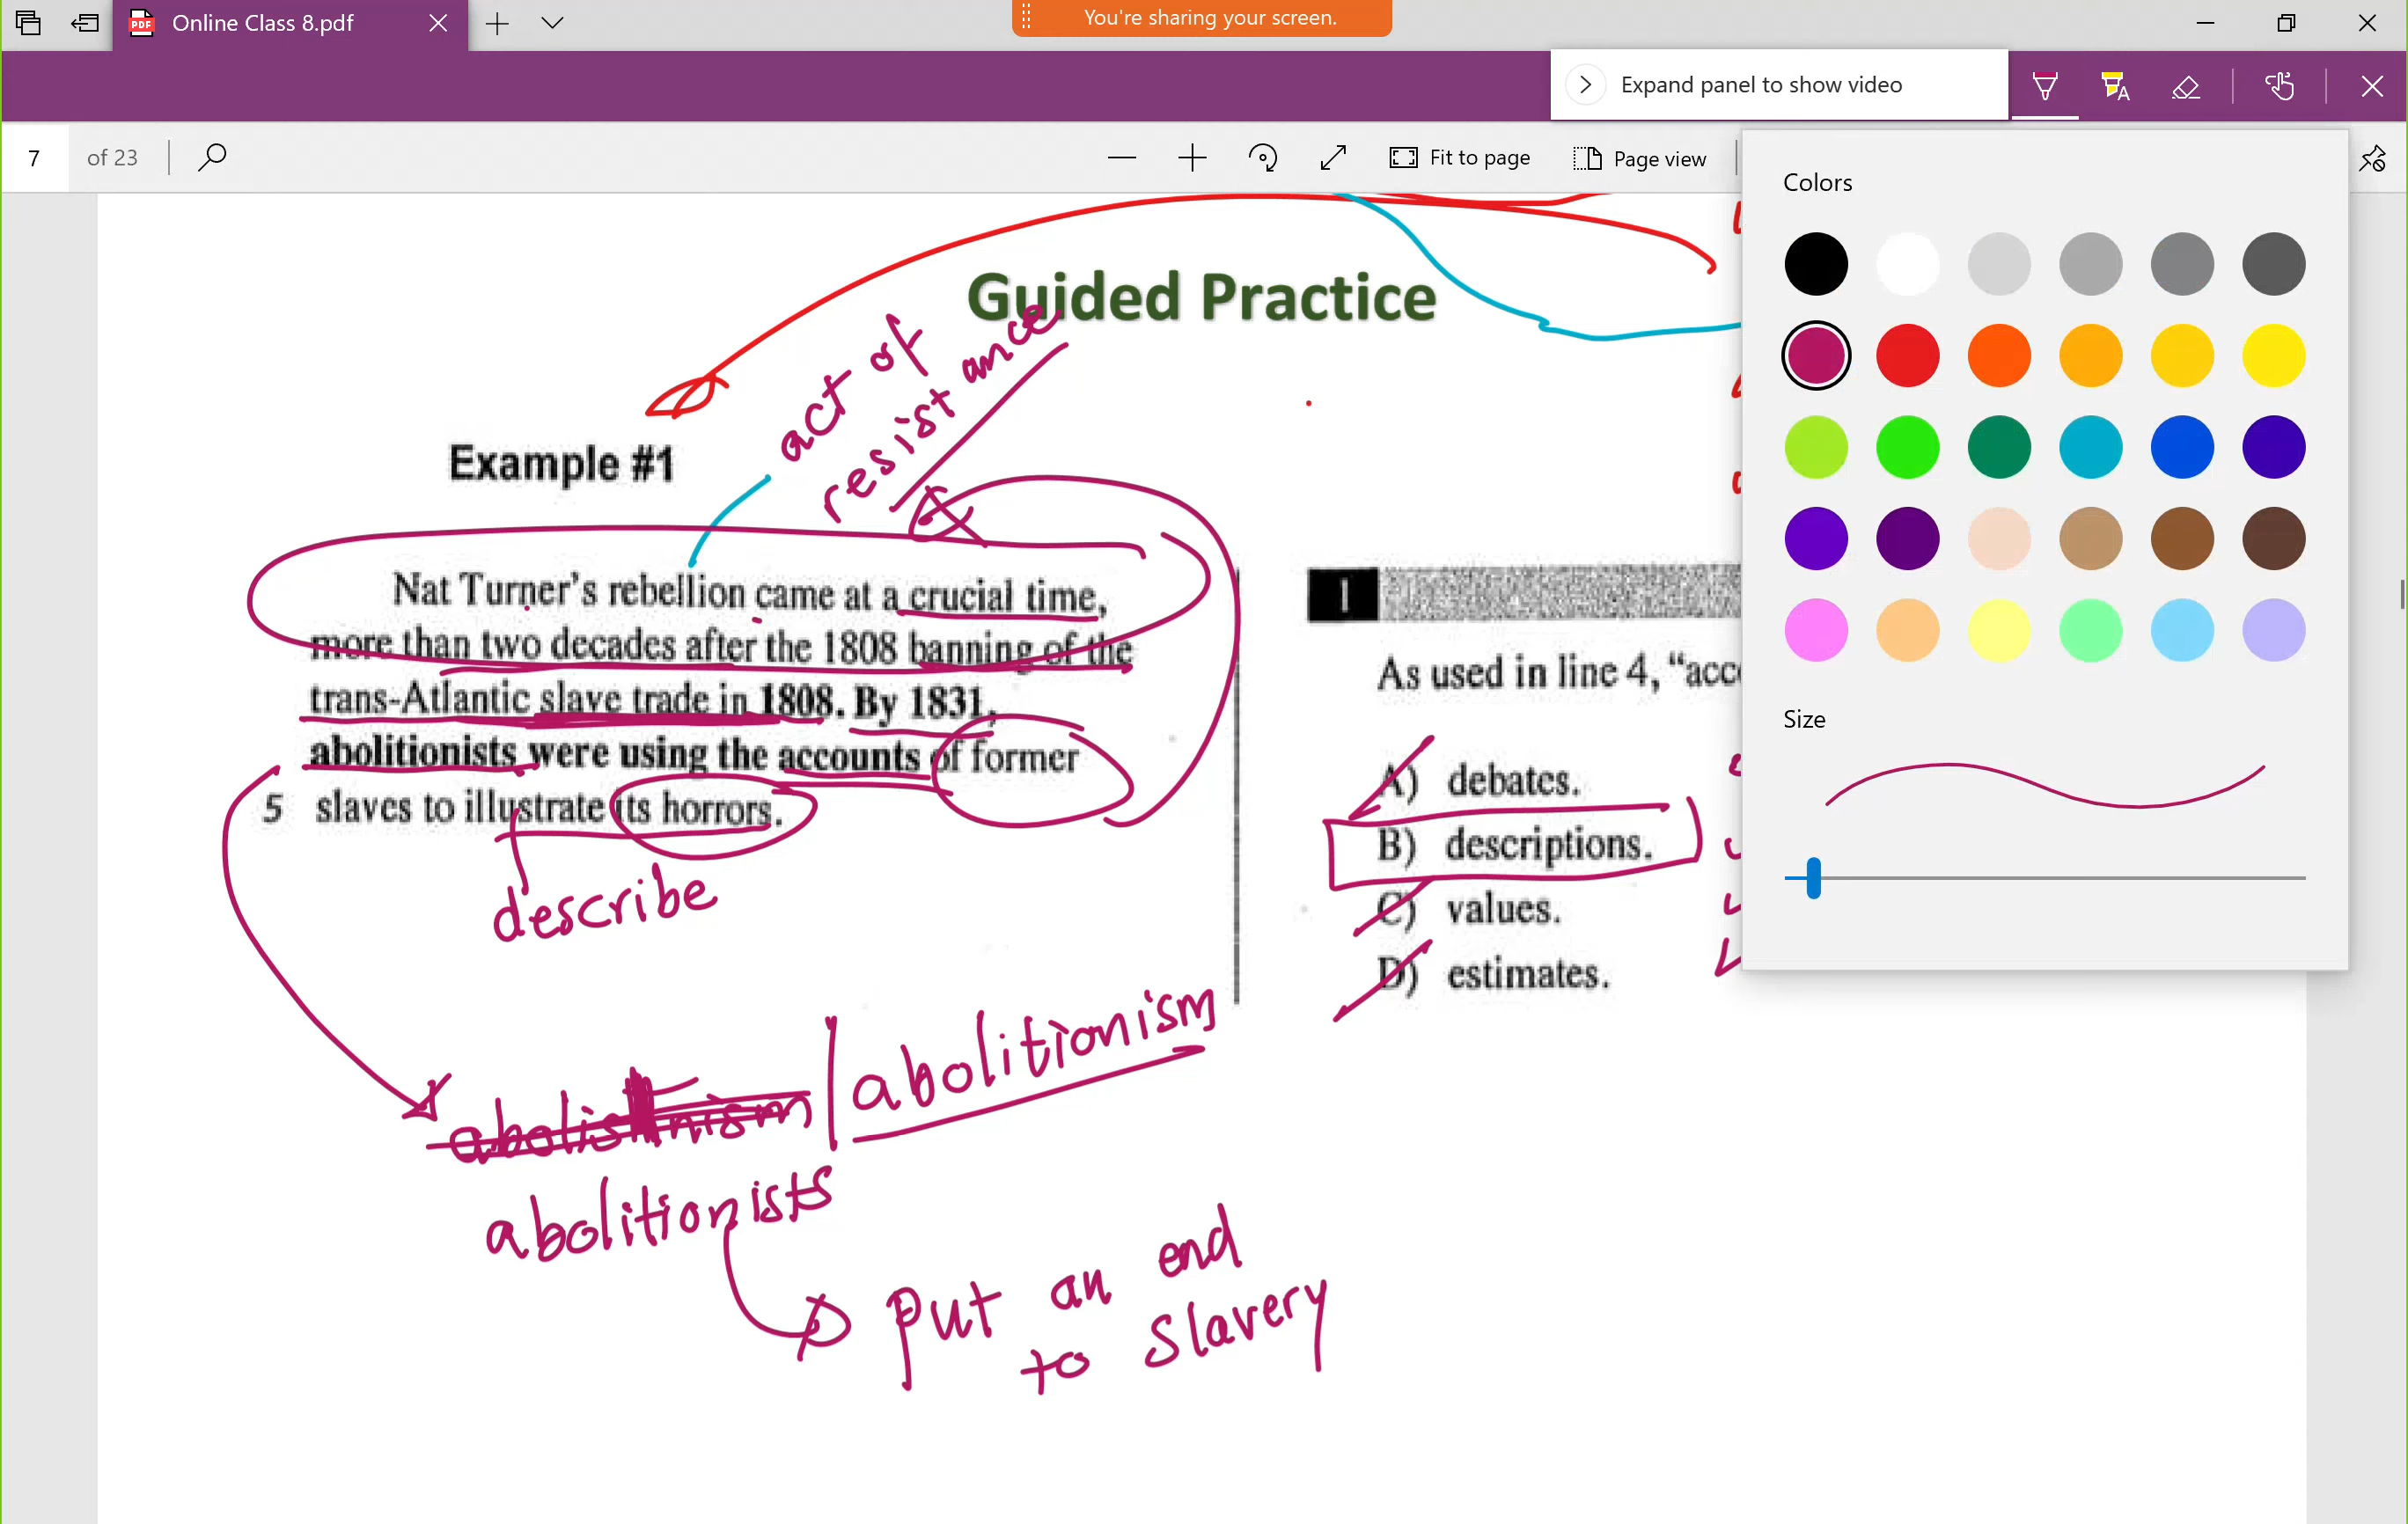 Online Class 8.pdf
You're sharing your screen.
Expand panel to show video
7 of 23
Fit to page
Page view
Colors
Size
Guided Practice
act of
resistance
Example #1
Nat Turner's rebellion came at a crucial time,
more than two decades after the 1808 banning of the
trans-Atlantic slave trade in 1808. By 1831,
abolitionists were using the accounts of former
5 slaves to illustrate its horrors.
describe
abolitionism
abolitionists
put an end
to slavery
1
As used in line 4, “acc
A) debates.
B) descriptions.
C) values.
D) estimates.